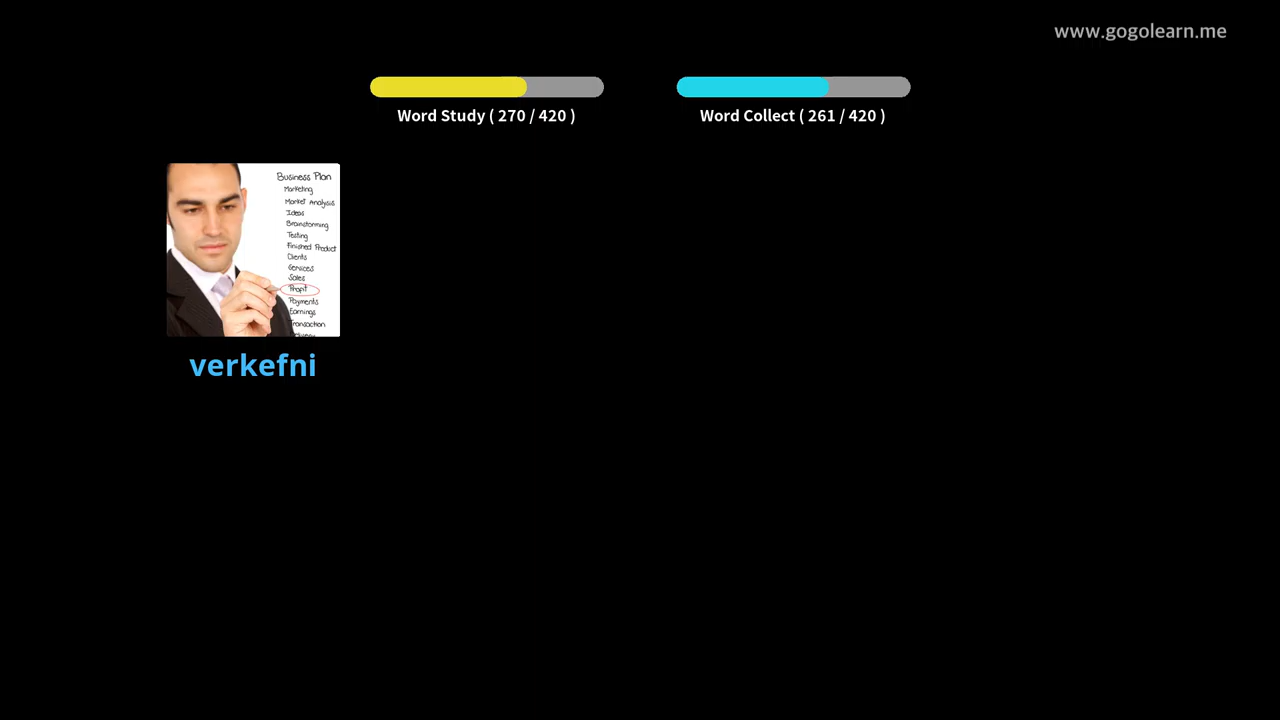 www.gogolearn.me
Word Study ( 270 / 420 )
Word Collect ( 261 / 420 )
Business Plan
Marketing
Market Analysis
Ideas
Brainstorming
Testing
Finished Product
Clients
Services
Sales
Profit
Payments
Earnings
Transaction
Delivery
verkefni